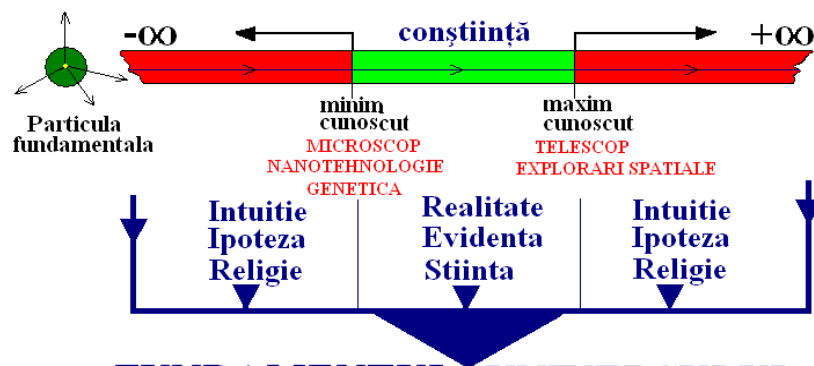 -∞
conştiinţă
+∞
Particula
fundamentala
minim
cunoscut
MICROSCOP
NANOTEHNOLOGIE
GENETICA
maxim
cunoscut
TELESCOP
EXPLORARI SPATIALE
Intuitie
Ipoteza
Religie
Realitate
Evidenta
Stiinta
Intuitie
Ipoteza
Religie